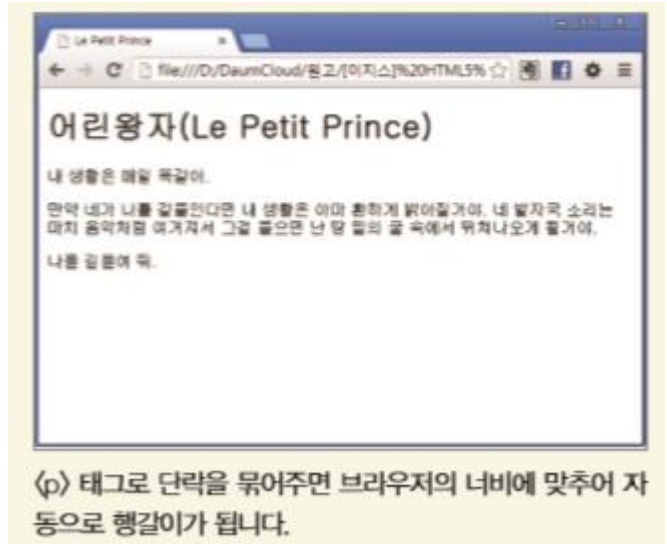 Le Petit Prince
file:///D:/DaumCloud/원고/[이지스]%20HTML5%
어린왕자(Le Petit Prince)
내 생활은 매일 똑같아.
만약 네가 나를 길들인다면 내 생활은 아마 환하게 밝아질거야. 네 발자국 소리는
마치 음악처럼 여겨져서 그걸 들으면 난 땅 밑의 굴 속에서 뛰쳐나오게 될거야.
나를 길들여 줘.
<p> 태그로 단락을 묶어주면 브라우저의 너비에 맞추어 자
동으로 행갈이가 됩니다.